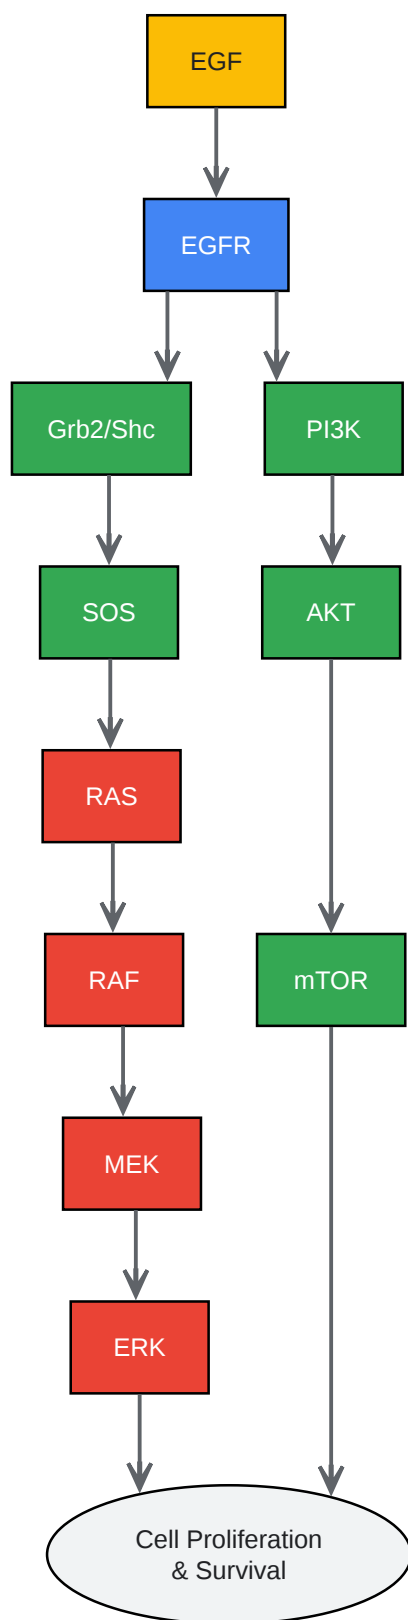 EGF
EGFR
Grb2/Shc
PI3K
SOS
AKT
RAS
RAF
mTOR
MEK
ERK
Cell Proliferation
& Survival